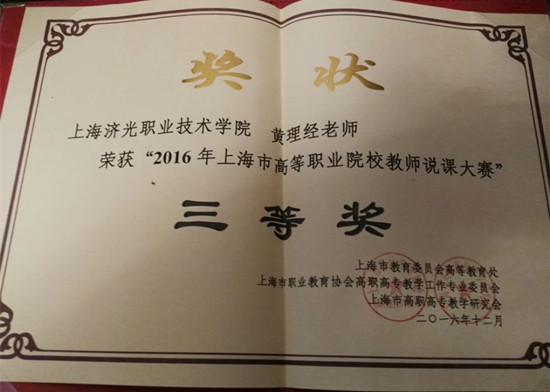 奖 状
上海济光职业技术学院 黄理经老师
荣获“2016年上海市高等职业院校教师说课大赛”
三等奖
上海市教育委员会高等教育处
上海市职业教育协会高职高专教学工作专业委员会
上海市高职高专教学研究会
二〇一六年十二月